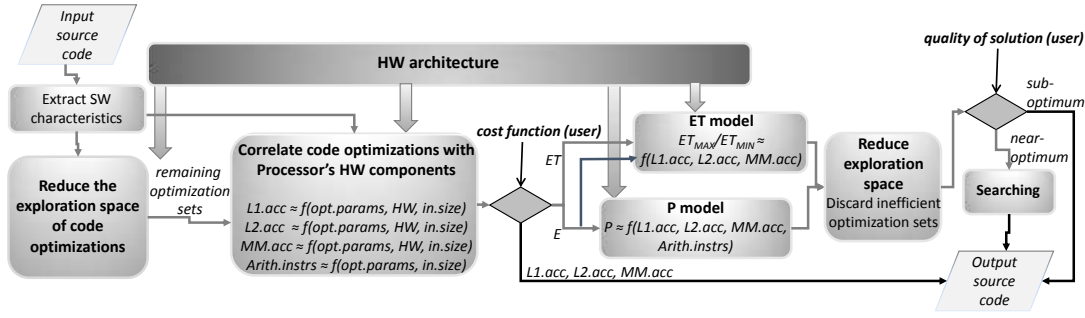 Input
source
code
HW architecture
quality of solution (user)
Extract SW
characteristics
Reduce the
exploration space
of code
optimizations
remaining
optimization
sets
Correlate code optimizations with
Processor's HW components
L1.acc ≈ f(opt.params, HW, in.size)
L2.acc ≈ f(opt.params, HW, in.size)
MM.acc ≈ f(opt.params, HW, in.size)
Arith.instrs ≈ f(opt.params, in.size)
cost function (user)
ET
E
ET model
ET_MAX/ET_MIN ≈
f(L1.acc, L2.acc, MM.acc)
P model
P ≈ f(L1.acc, L2.acc, MM.acc,
Arith.instrs)
L1.acc, L2.acc, MM.acc
Reduce
exploration
space
Discard inefficient
optimization sets
sub-
optimum
near-
optimum
Searching
Output
source
code